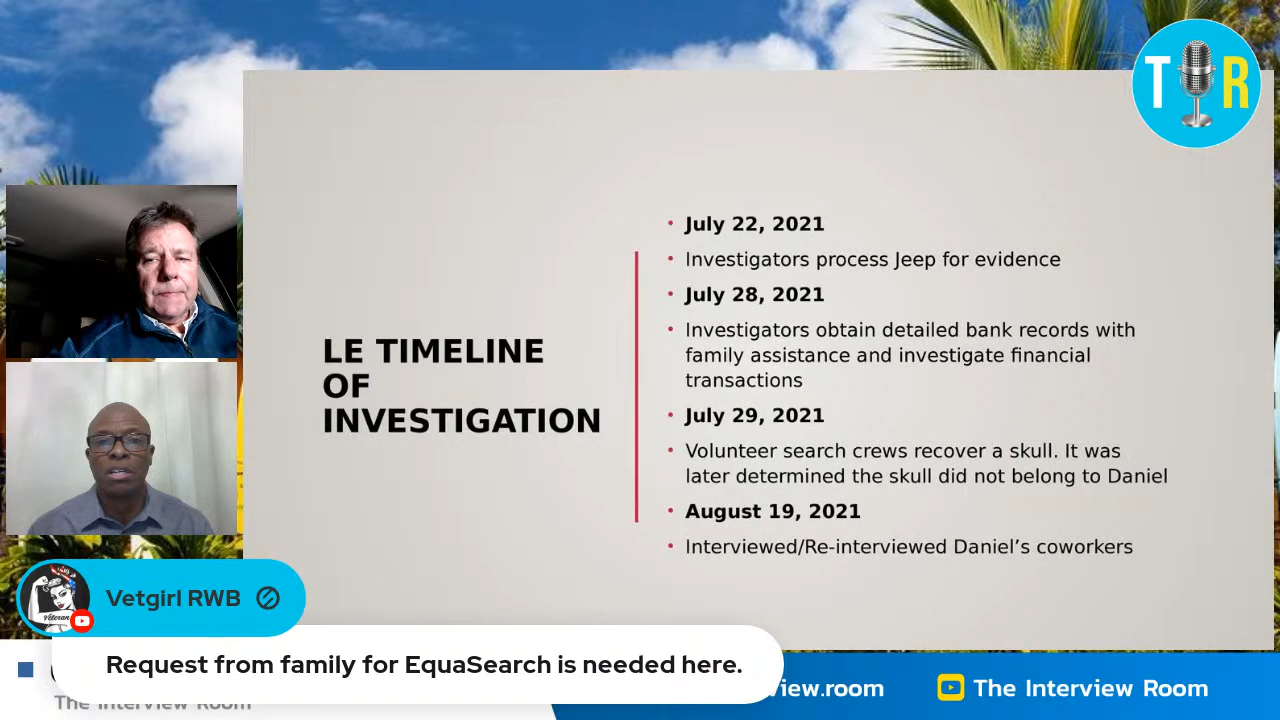 T R
LE TIMELINE
OF
INVESTIGATION
• July 22, 2021
• Investigators process Jeep for evidence
• July 28, 2021
• Investigators obtain detailed bank records with
family assistance and investigate financial
transactions
• July 29, 2021
• Volunteer search crews recover a skull. It was
later determined the skull did not belong to Daniel
• August 19, 2021
• Interviewed/Re-interviewed Daniel’s coworkers
Veteran
Vetgirl RWB
Request from family for EquaSearch is needed here.
The Interview Room
view.room
The Interview Room